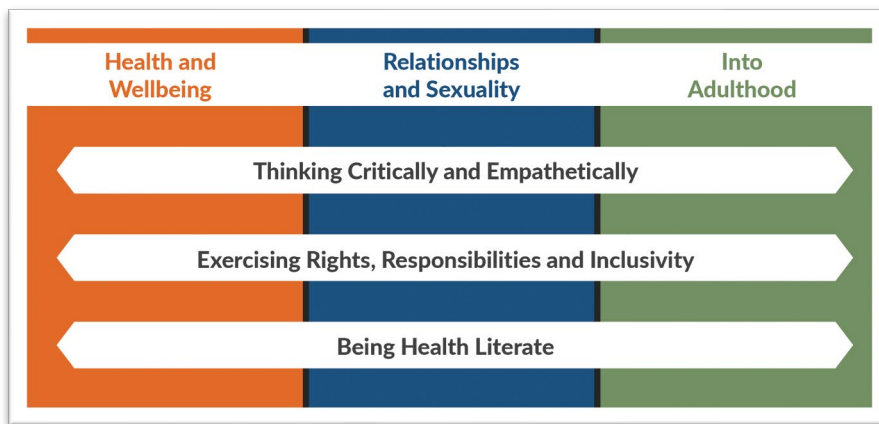 Health and
Wellbeing
Relationships
and Sexuality
Into
Adulthood
Thinking Critically and Empathetically
Exercising Rights, Responsibilities and Inclusivity
Being Health Literate